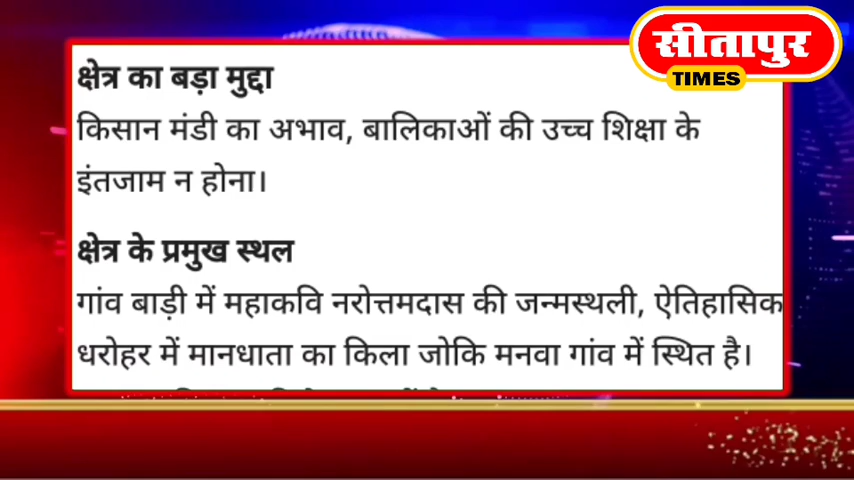 सीतापुर
TIMES
क्षेत्र का बड़ा मुद्दा
किसान मंडी का अभाव, बालिकाओं की उच्च शिक्षा के
इंतजाम न होना।
क्षेत्र के प्रमुख स्थल
गांव बाड़ी में महाकवि नरोत्तमदास की जन्मस्थली, ऐतिहासिक
धरोहर में मानधाता का किला जोकि मनवा गांव में स्थित है।